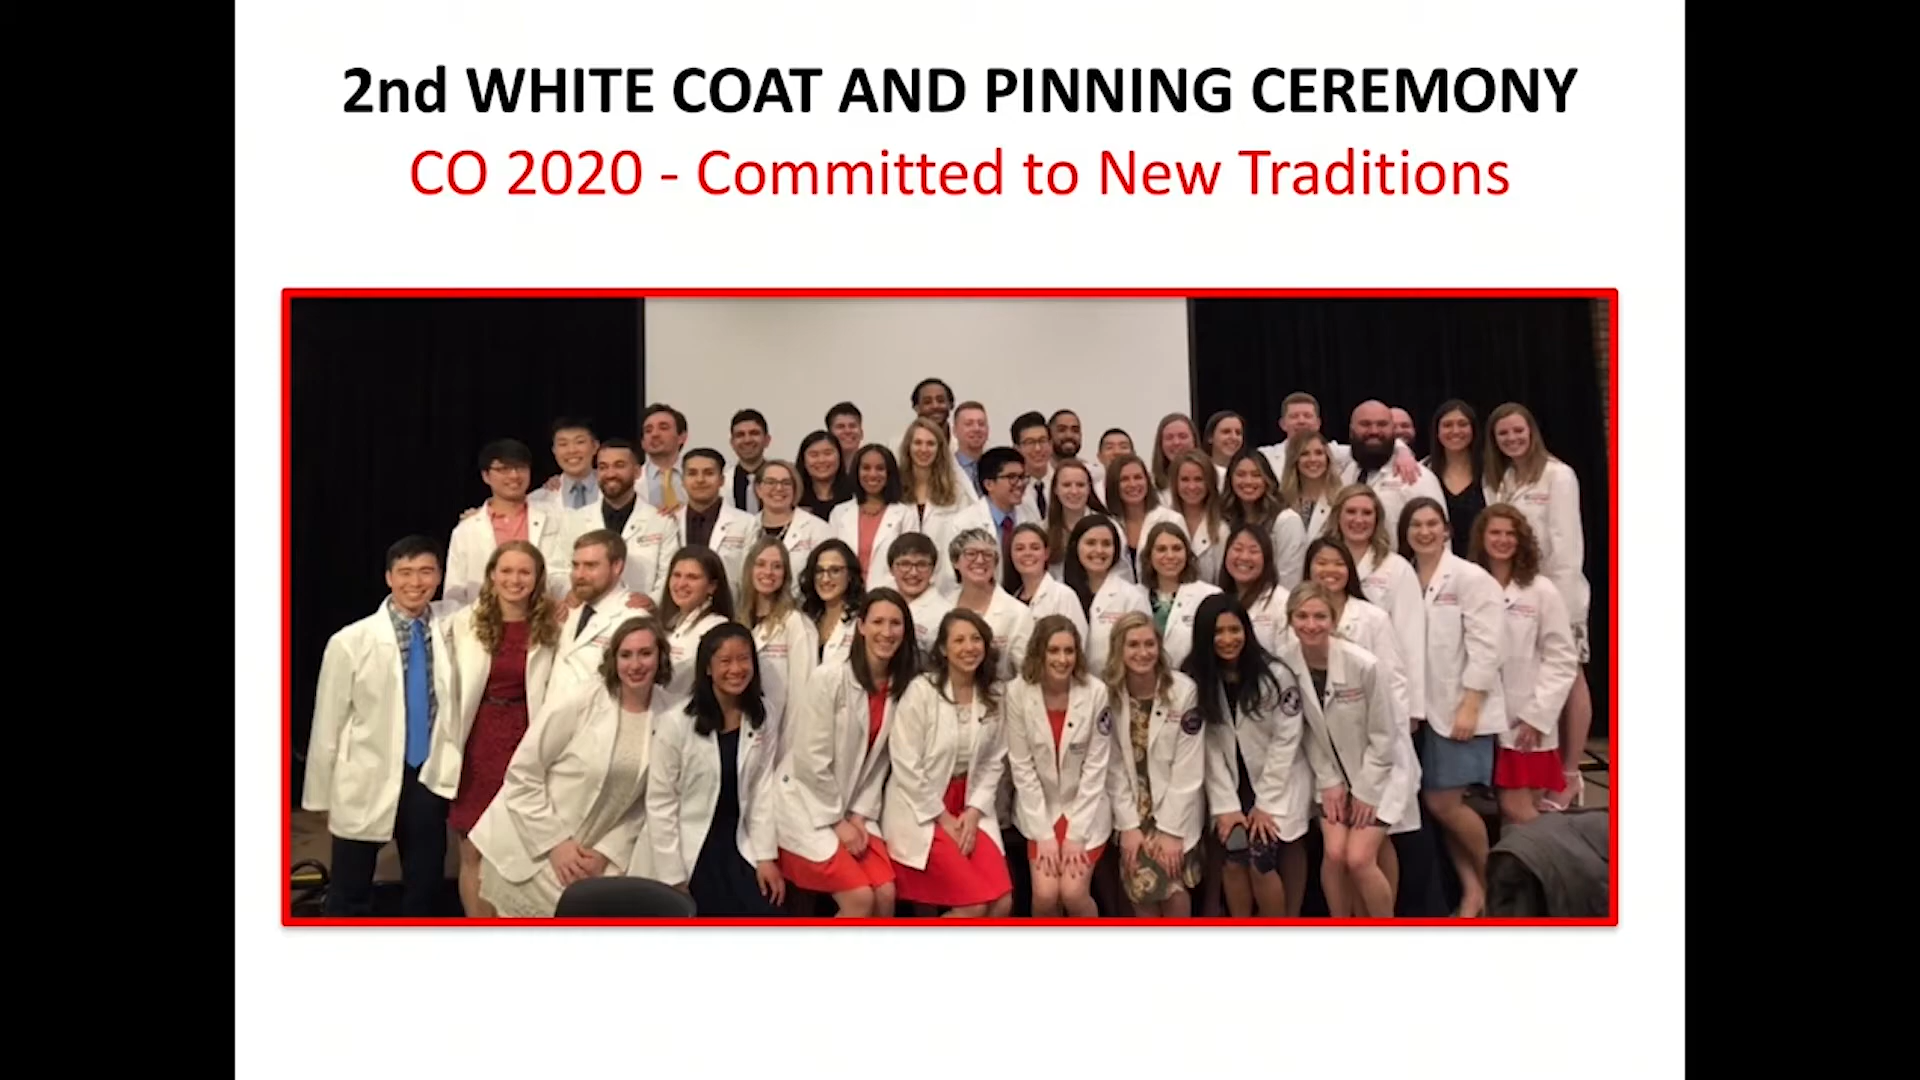 2nd WHITE COAT AND PINNING CEREMONY
CO 2020 - Committed to New Traditions